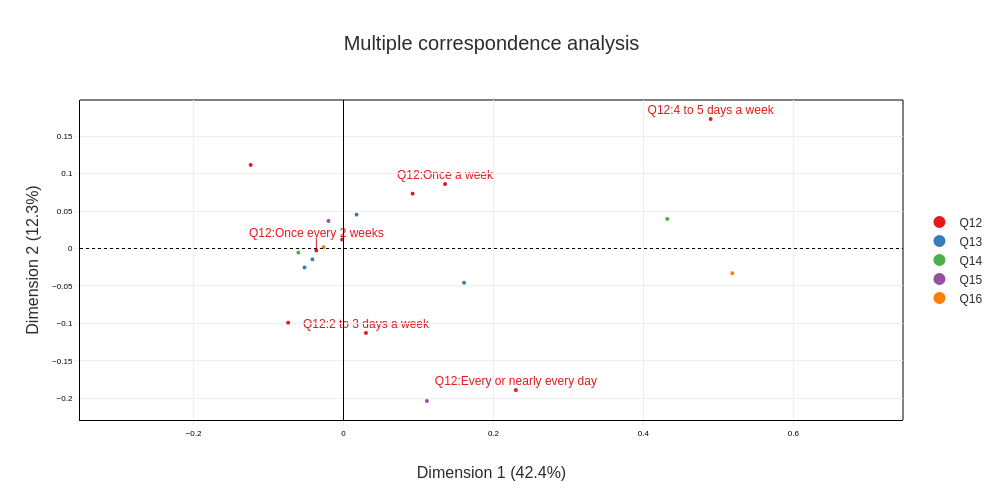 Multiple correspondence analysis
Q12:4 to 5 days a week
Q12:Once a week
Q12:Once every 2 weeks
Q12:2 to 3 days a week
Q12:Every or nearly every day
0.15
0.1
0.05
0
−0.05
−0.1
−0.15
−0.2
Dimension 2 (12.3%)
−0.2
0
0.2
0.4
0.6
Dimension 1 (42.4%)
Q12
Q13
Q14
Q15
Q16